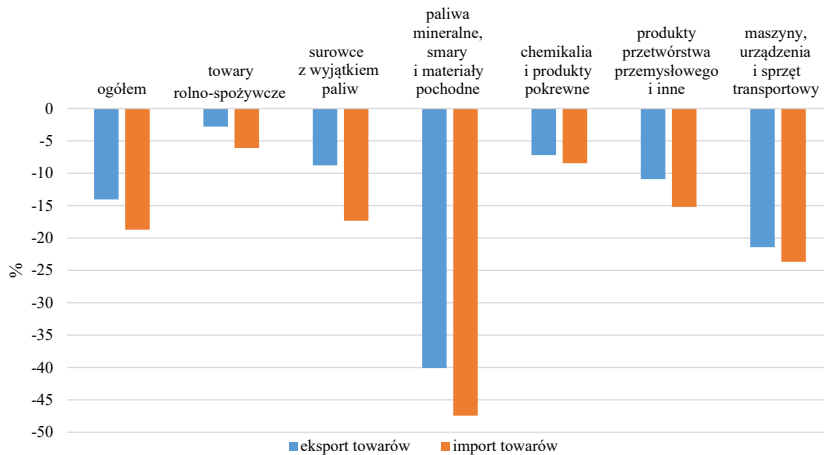 ogółem
towary
rolno-spożywcze
surowce
z wyjątkiem
paliw
paliwa
mineralne,
smary
i materiały
pochodne
chemikalia
i produkty
pokrewne
produkty
przetwórstwa
przemysłowego
i inne
maszyny,
urządzenia
i sprzęt
transportowy
0
-5
-10
-15
-20
-25
-30
-35
-40
-45
-50
%
eksport towarów
import towarów